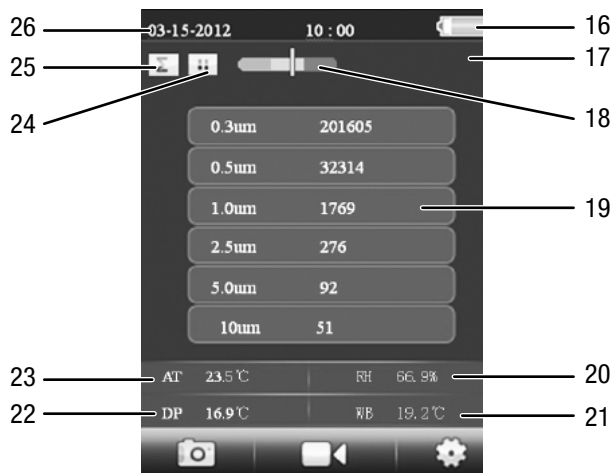 26 03-15-2012 10 : 00 16
25 Σ 17
24 18
0.3um 201605
0.5um 32314
1.0um 1769 19
2.5um 276
5.0um 92
10um 51
23 AT 23.5℃ RH 66.9% 20
22 DP 16.9℃ WB 19.2℃ 21